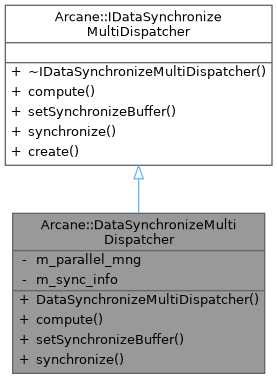 Arcane::IDataSynchronize
MultiDispatcher
+ ~IDataSynchronizeMultiDispatcher()
+ compute()
+ setSynchronizeBuffer()
+ synchronize()
+ create()
Arcane::DataSynchronizeMulti
Dispatcher
- m_parallel_mng
- m_sync_info
+ DataSynchronizeMultiDispatcher()
+ compute()
+ setSynchronizeBuffer()
+ synchronize()